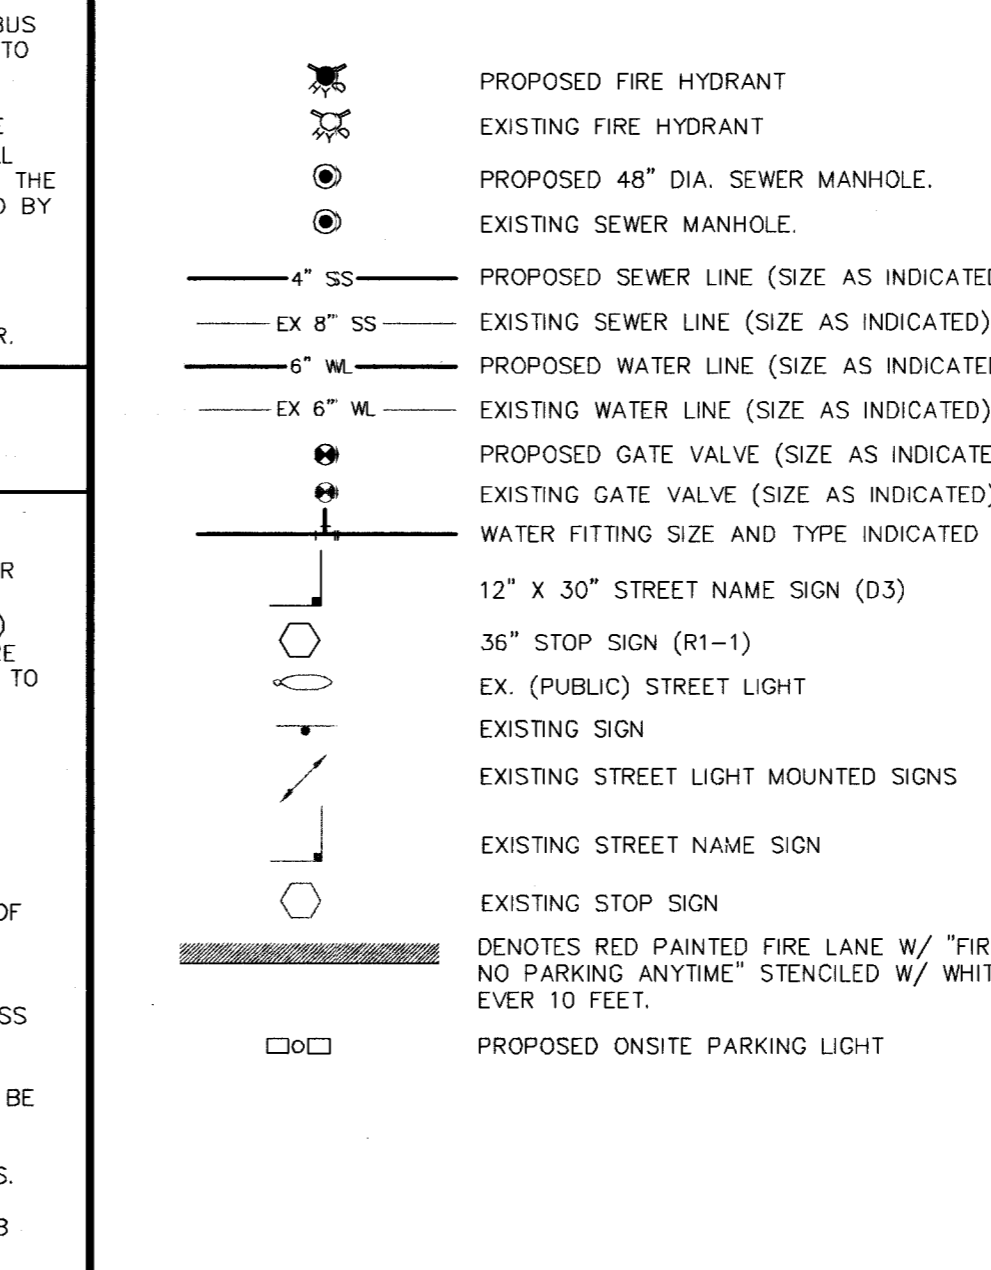 BUS
TO
E
THE
BY
R.
R
)
RE
TO
OF
SS
BE
S.
3
PROPOSED FIRE HYDRANT
EXISTING FIRE HYDRANT
PROPOSED 48" DIA. SEWER MANHOLE.
EXISTING SEWER MANHOLE.
4" SS PROPOSED SEWER LINE (SIZE AS INDICATED
EX 8" SS EXISTING SEWER LINE (SIZE AS INDICATED)
6" WL PROPOSED WATER LINE (SIZE AS INDICATED
EX 6" WL EXISTING WATER LINE (SIZE AS INDICATED)
PROPOSED GATE VALVE (SIZE AS INDICATE
EXISTING GATE VALVE (SIZE AS INDICATED)
WATER FITTING SIZE AND TYPE INDICATED
12" X 30" STREET NAME SIGN (D3)
36" STOP SIGN (R1-1)
EX. (PUBLIC) STREET LIGHT
EXISTING SIGN
EXISTING STREET LIGHT MOUNTED SIGNS
EXISTING STREET NAME SIGN
EXISTING STOP SIGN
DENOTES RED PAINTED FIRE LANE W/ "FIR
NO PARKING ANYTIME" STENCILED W/ WHIT
EVER 10 FEET.
PROPOSED ONSITE PARKING LIGHT